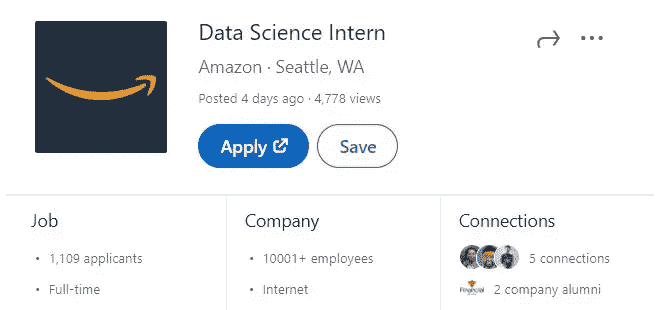 Data Science Intern
Amazon · Seattle, WA
Posted 4 days ago · 4,778 views
Apply
Save
Job
• 1,109 applicants
• Full-time
Company
• 10001+ employees
• Internet
Connections
5 connections
Financial
2 company alumni